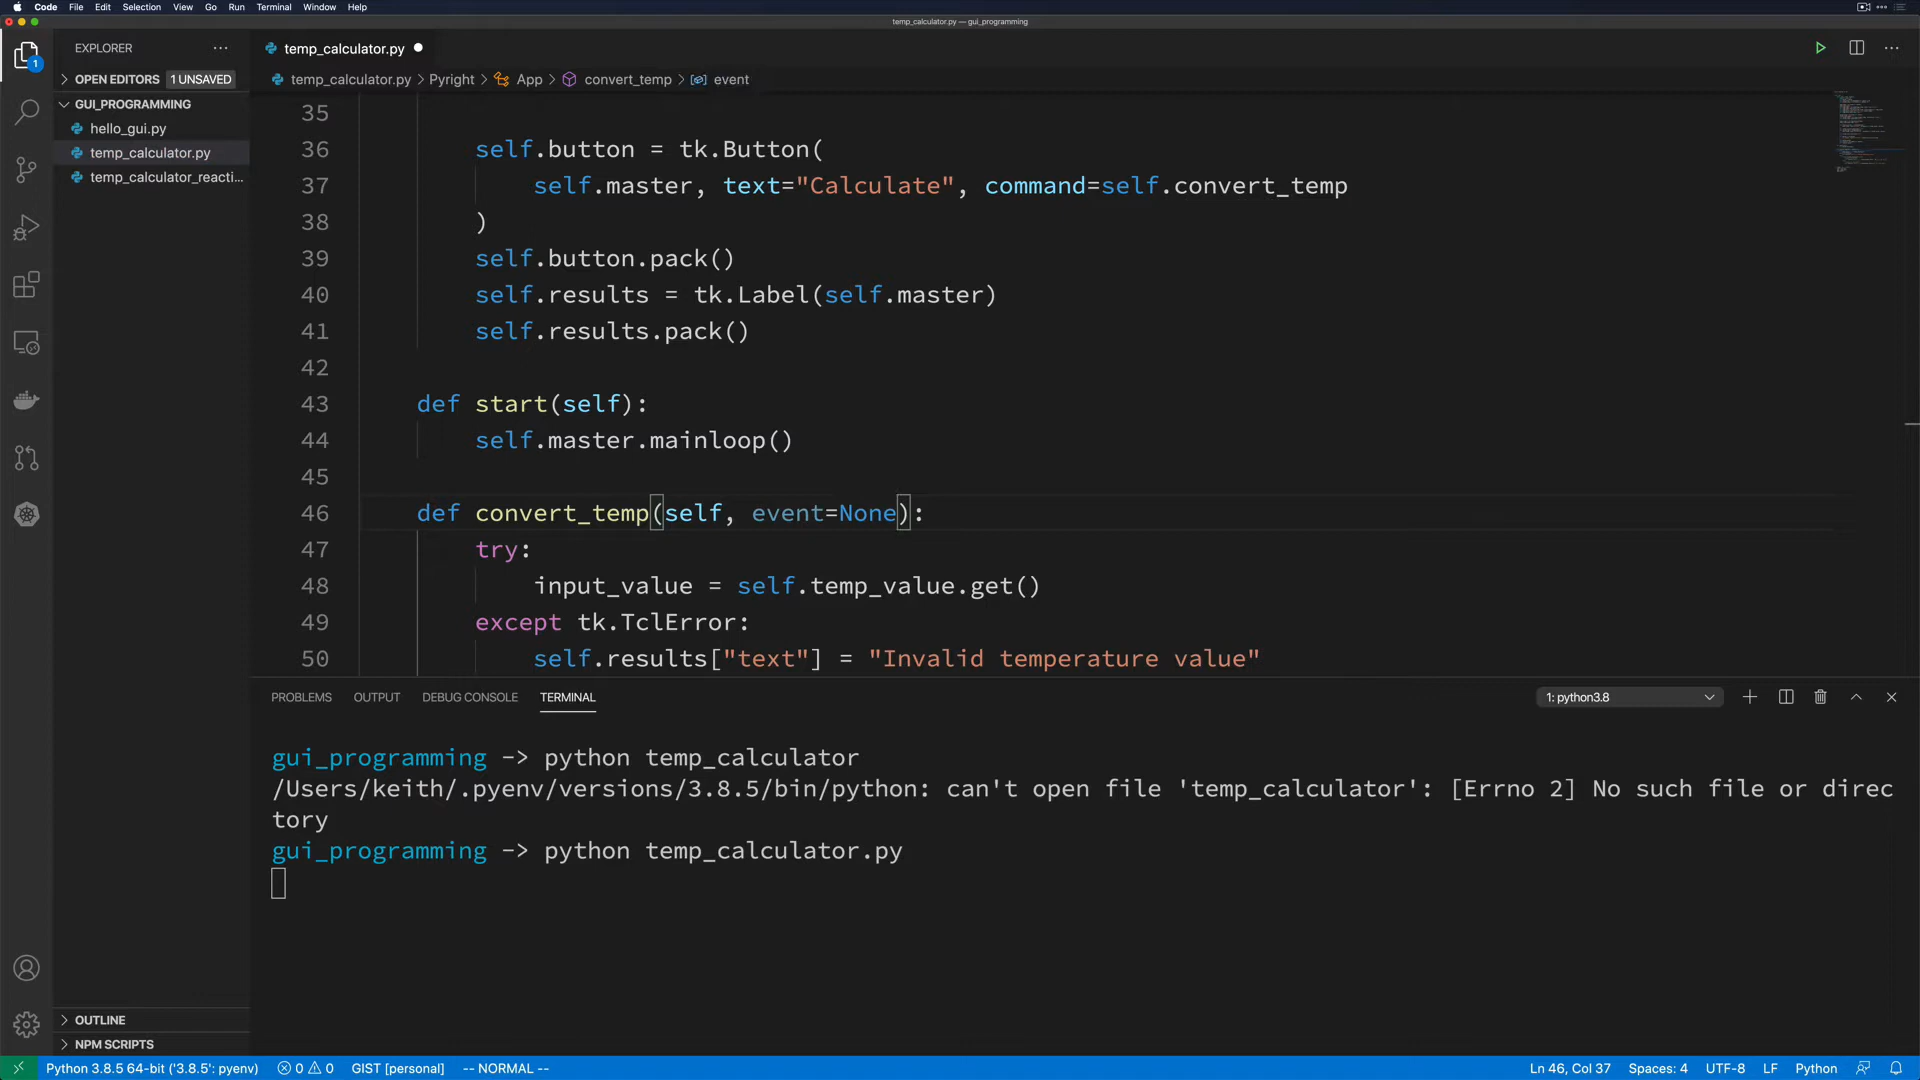 Code File Edit Selection View Go Run Terminal Window Help
temp_calculator.py — gui_programming
EXPLORER
temp_calculator.py
OPEN EDITORS 1 UNSAVED
temp_calculator.py > Pyright > App > convert_temp > event
GUI_PROGRAMMING
hello_gui.py
temp_calculator.py
temp_calculator_reacti...
35
36 self.button = tk.Button(
37 self.master, text="Calculate", command=self.convert_temp
38 )
39 self.button.pack()
40 self.results = tk.Label(self.master)
41 self.results.pack()
42
43 def start(self):
44 self.master.mainloop()
45
46 def convert_temp(self, event=None):
47 try:
48 input_value = self.temp_value.get()
49 except tk.TclError:
50 self.results["text"] = "Invalid temperature value"
PROBLEMS OUTPUT DEBUG CONSOLE TERMINAL 1: python3.8
gui_programming -> python temp_calculator
/Users/keith/.pyenv/versions/3.8.5/bin/python: can't open file 'temp_calculator': [Errno 2] No such file or direc
tory
gui_programming -> python temp_calculator.py
OUTLINE
NPM SCRIPTS
1
Python 3.8.5 64-bit ('3.8.5': pyenv) 0 0 GIST [personal] -- NORMAL -- Ln 46, Col 37 Spaces: 4 UTF-8 LF Python